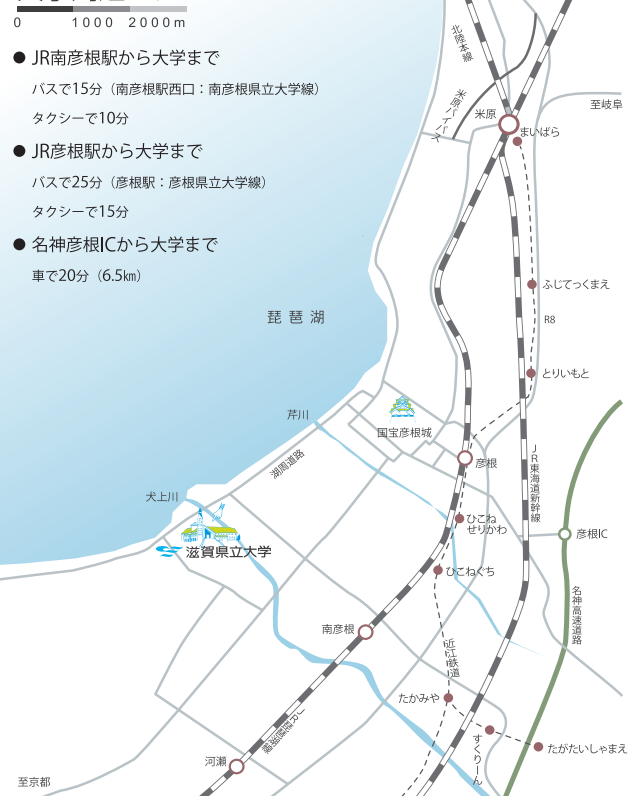 0 1000 2000m
● JR南彦根駅から大学まで
バスで15分（南彦根駅西口：南彦根県立大学線）
タクシーで10分
● JR彦根駅から大学まで
バスで25分（彦根駅：彦根県立大学線）
タクシーで15分
● 名神彦根ICから大学まで
車で20分（6.5㎞）
北陸本線
米原バイパス
米原
まいばら
至岐阜
ふじてっくまえ
R8
琵琶湖
とりいもと
芹川
国宝彦根城
彦根
湖周道路
JR東海道新幹線
犬上川
ひこね
せりかわ
彦根IC
滋賀県立大学
ひこねぐち
名神高速道路
南彦根
近江鉄道
たかみや
JR琵琶湖線
すくりーん
たがたいしゃまえ
河瀬
至京都